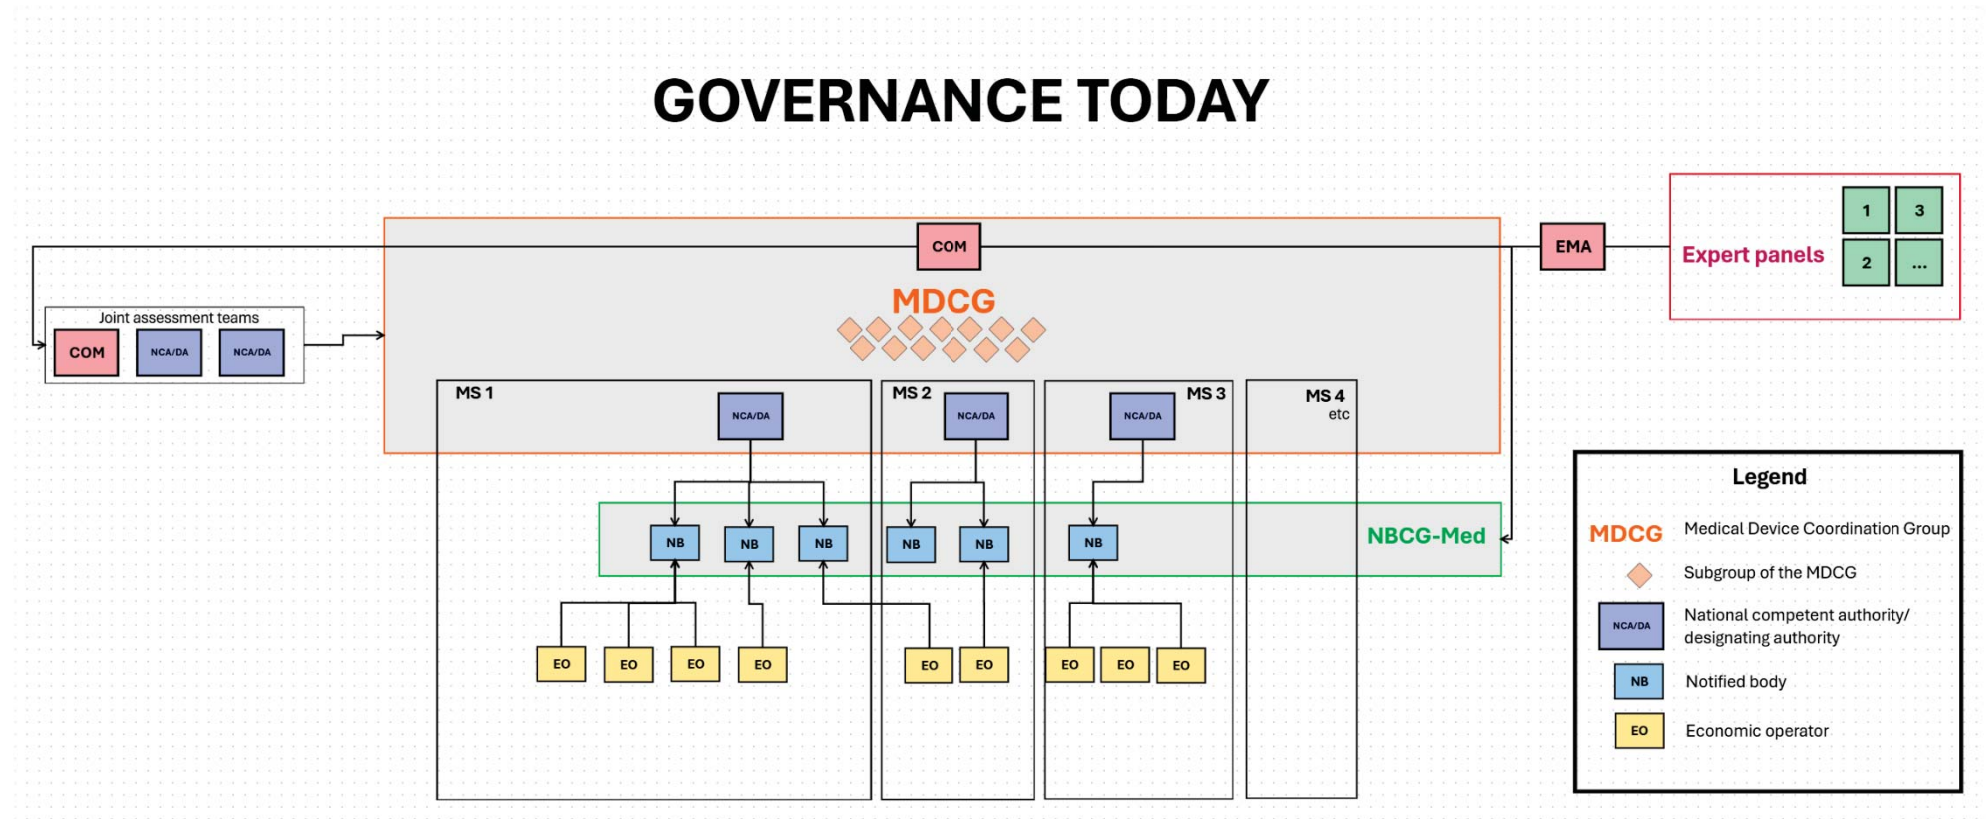 GOVERNANCE TODAY
COM
EMA
Expert panels
1
3
2
...
MDCG
Joint assessment teams
COM
NCA/DA
NCA/DA
MS 1
NCA/DA
MS 2
NCA/DA
MS 3
NCA/DA
MS 4
etc
NB
NB
NB
NB
NB
NB
NBCG-Med
EO
EO
EO
EO
EO
EO
EO
EO
EO
Legend
MDCG
Medical Device Coordination Group
Subgroup of the MDCG
NCA/DA
National competent authority/
designating authority
NB
Notified body
EO
Economic operator